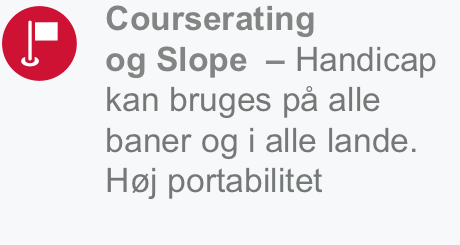 Courserating
og Slope – Handicap
kan bruges på alle
baner og i alle lande.
Høj portabilitet